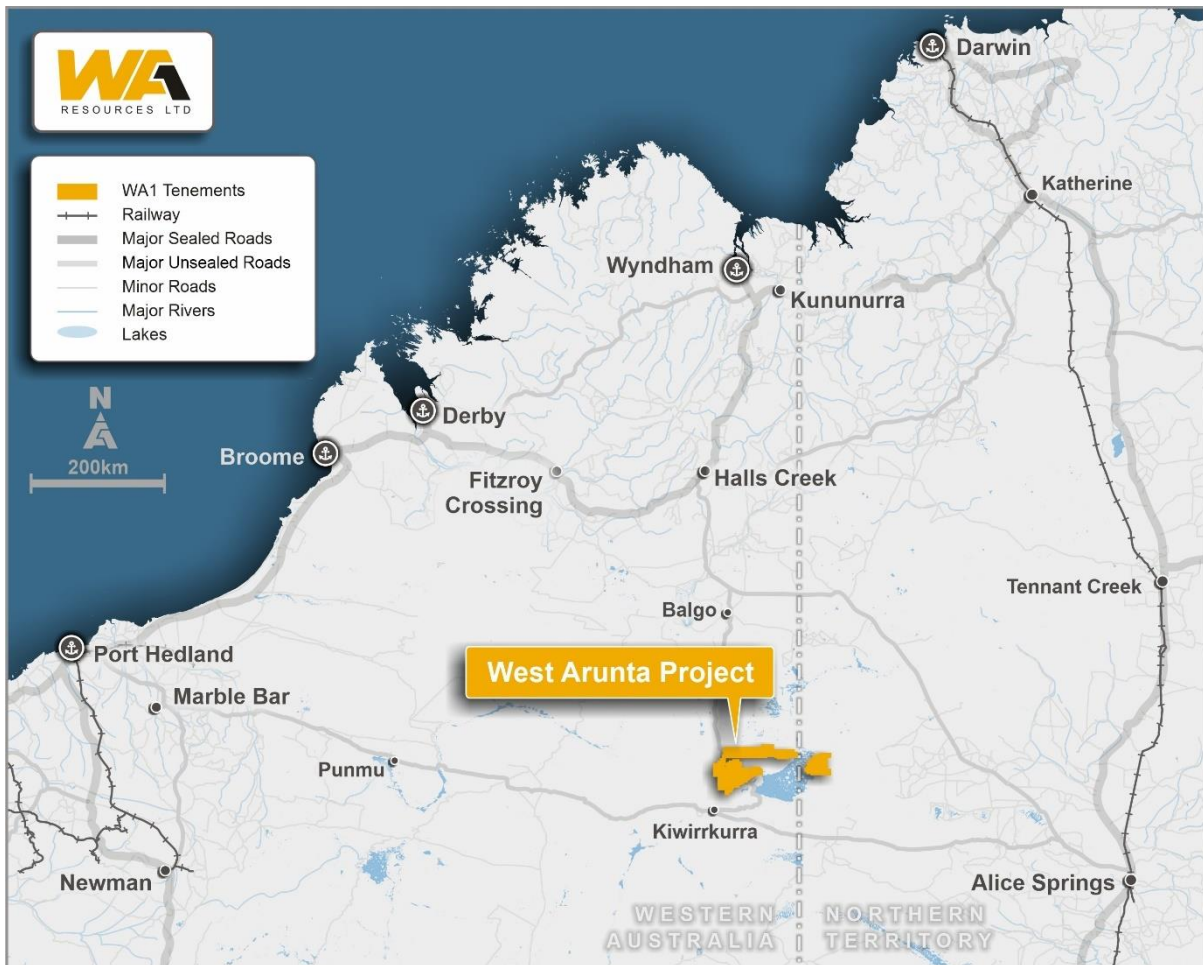 WA1
RESOURCES LTD
WA1 Tenements
Railway
Major Sealed Roads
Major Unsealed Roads
Minor Roads
Major Rivers
Lakes
N
200km
Darwin
Katherine
Wyndham
Kununurra
Derby
Broome
Fitzroy
Crossing
Halls Creek
Tennant Creek
Balgo
Port Hedland
West Arunta Project
Marble Bar
Punmu
Kiwirrkurra
Newman
Alice Springs
WESTERN
AUSTRALIA
NORTHERN
TERRITORY